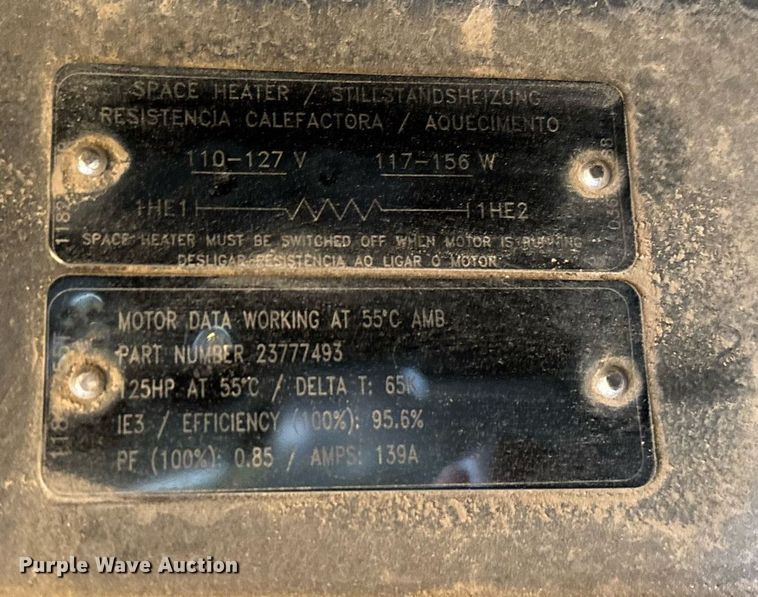 SPACE HEATER / STILLSTANDSHEIZUNG
RESISTENCIA CALEFACTORA / AQUECIMENTO
110-127 V 117-156 W
1HE1 1HE2
SPACE HEATER MUST BE SWITCHED OFF WHEN MOTOR IS RUNNING
DESLIGAR RESISTENCIA AO LIGAR O MOTOR
MOTOR DATA WORKING AT 55°C AMB
PART NUMBER 23777493
125HP AT 55°C / DELTA T: 65K
IE3 / EFFICIENCY (100%): 95.6%
PF (100%): 0.85 / AMPS: 139A
Purple Wave Auction